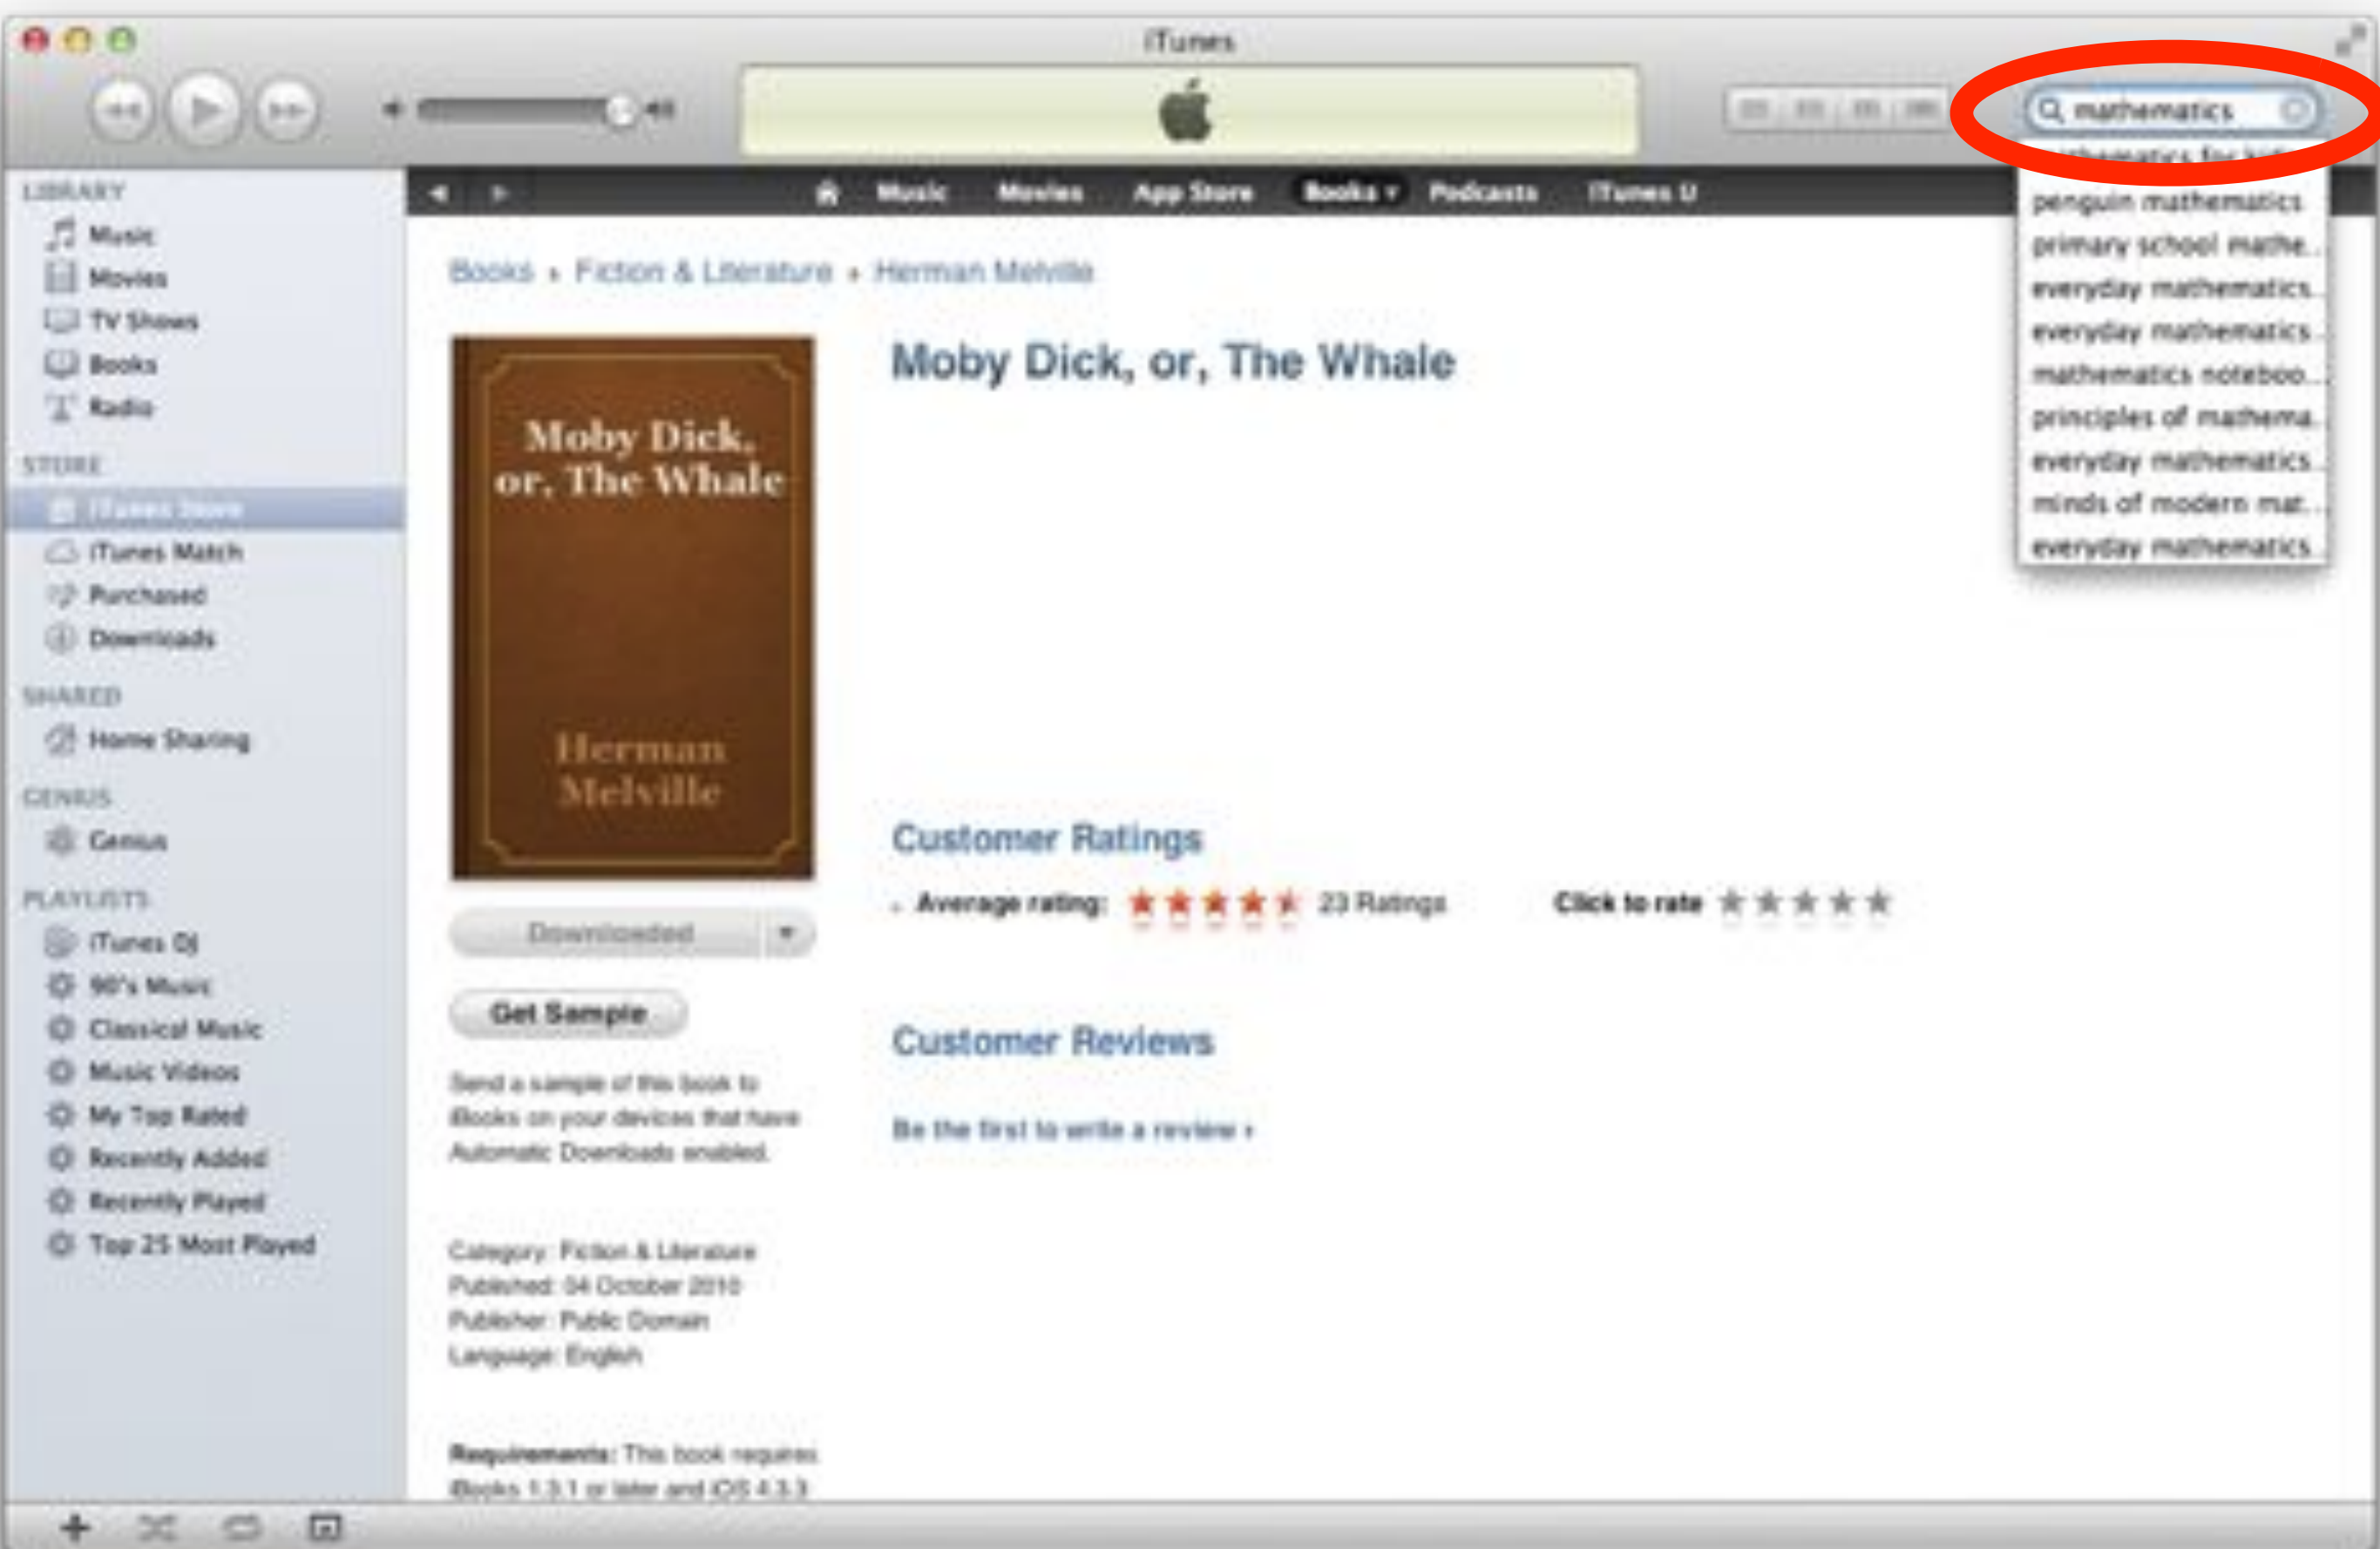 iTunes
mathematics
mathematics for kids
penguin mathematics
primary school mathe...
everyday mathematics...
everyday mathematics...
mathematics noteboo...
principles of mathema...
everyday mathematics...
minds of modern mat...
everyday mathematics...
Music Movies App Store Books Podcasts iTunes U
LIBRARY
Music
Movies
TV Shows
Books
Radio
STORE
iTunes Store
iTunes Match
Purchased
Downloads
SHARED
Home Sharing
GENIUS
Genius
PLAYLISTS
iTunes DJ
90's Music
Classical Music
Music Videos
My Top Rated
Recently Added
Recently Played
Top 25 Most Played
Books Fiction & Literature Herman Melville
Moby Dick,
or, The Whale
Herman
Melville
Downloaded
Get Sample
Send a sample of this book to
iBooks on your devices that have
Automatic Downloads enabled.
Category: Fiction & Literature
Published: 04 October 2010
Publisher: Public Domain
Language: English
Requirements: This book requires
iBooks 1.3.1 or later and iOS 4.3.3
Moby Dick, or, The Whale
Customer Ratings
Average rating: 23 Ratings Click to rate
Customer Reviews
Be the first to write a review